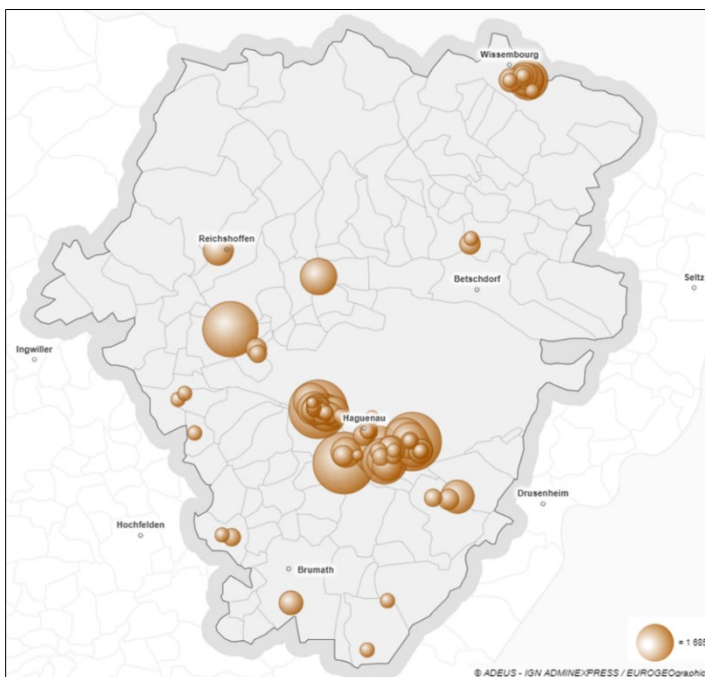 Wissembourg
Reichshoffen
Betschdorf
Seltz
Ingwiller
Haguenau
Drusenheim
Hochfelden
Brumath
= 1 685
© ADEUS - IGN ADMINEXPRESS / EUROGEOgraphic